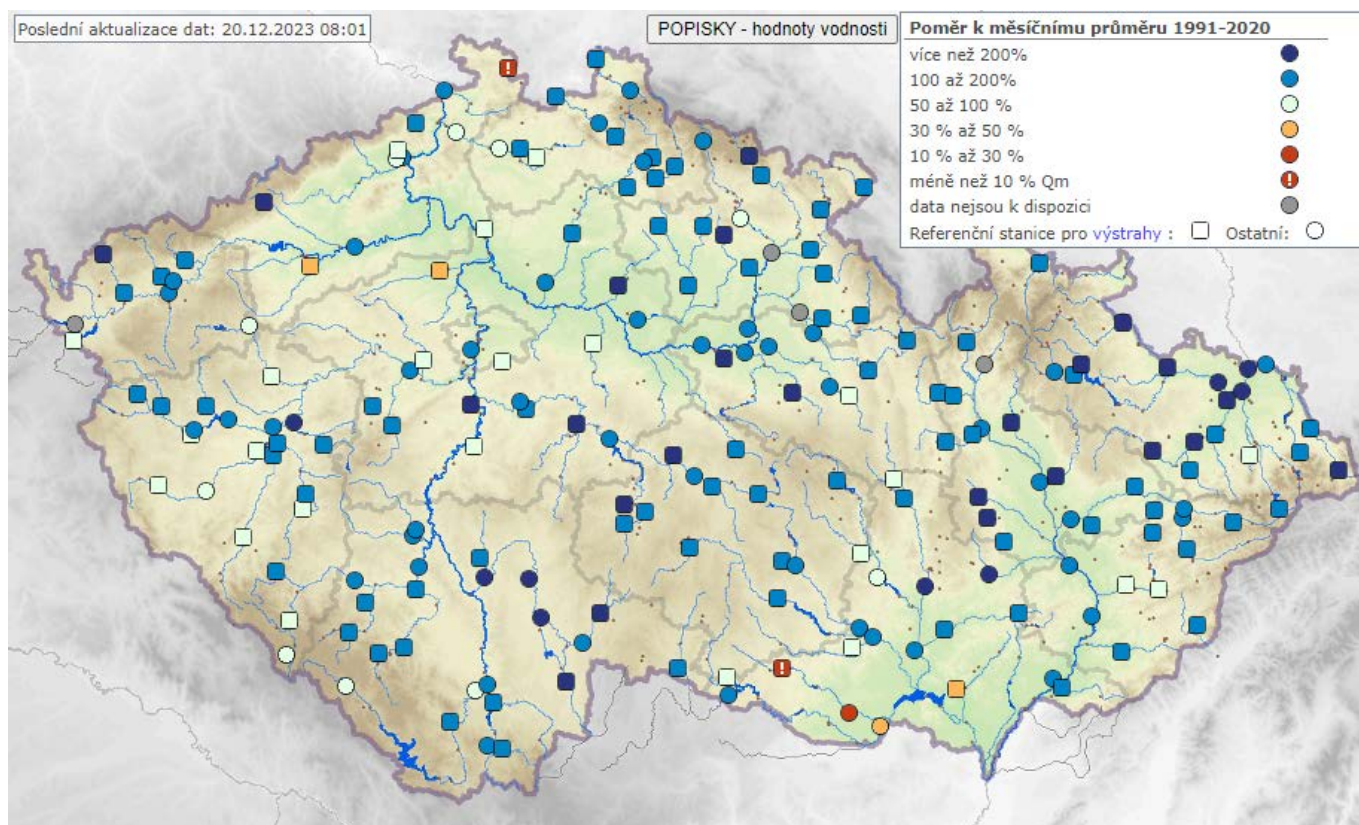 Poslední aktualizace dat: 20.12.2023 08:01
POPISKY - hodnoty vodnosti
Poměr k měsíčnímu průměru 1991-2020
více než 200%
100 až 200%
50 až 100 %
30 % až 50 %
10 % až 30 %
méně než 10 % Qm
data nejsou k dispozici
Referenční stanice pro výstrahy : Ostatní: